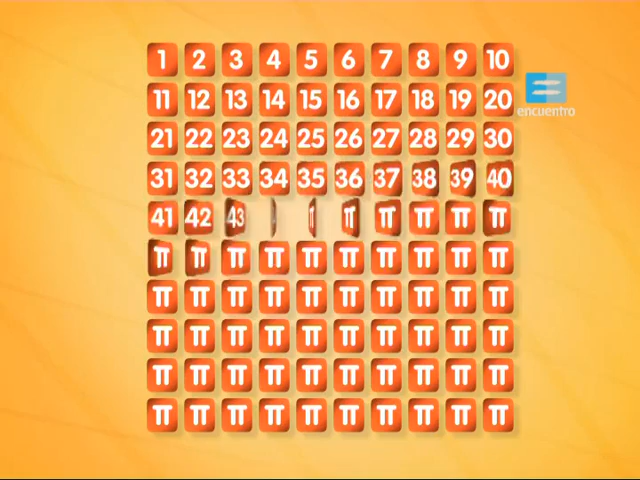 1 2 3 4 5 6 7 8 9 10
11 12 13 14 15 16 17 18 19 20
encuentro
21 22 23 24 25 26 27 28 29 30
31 32 33 34 35 36 37 38 39 40
41 42 43 π π π π π π
π π π π π π π π π π
π π π π π π π π π π
π π π π π π π π π π
π π π π π π π π π π
π π π π π π π π π π